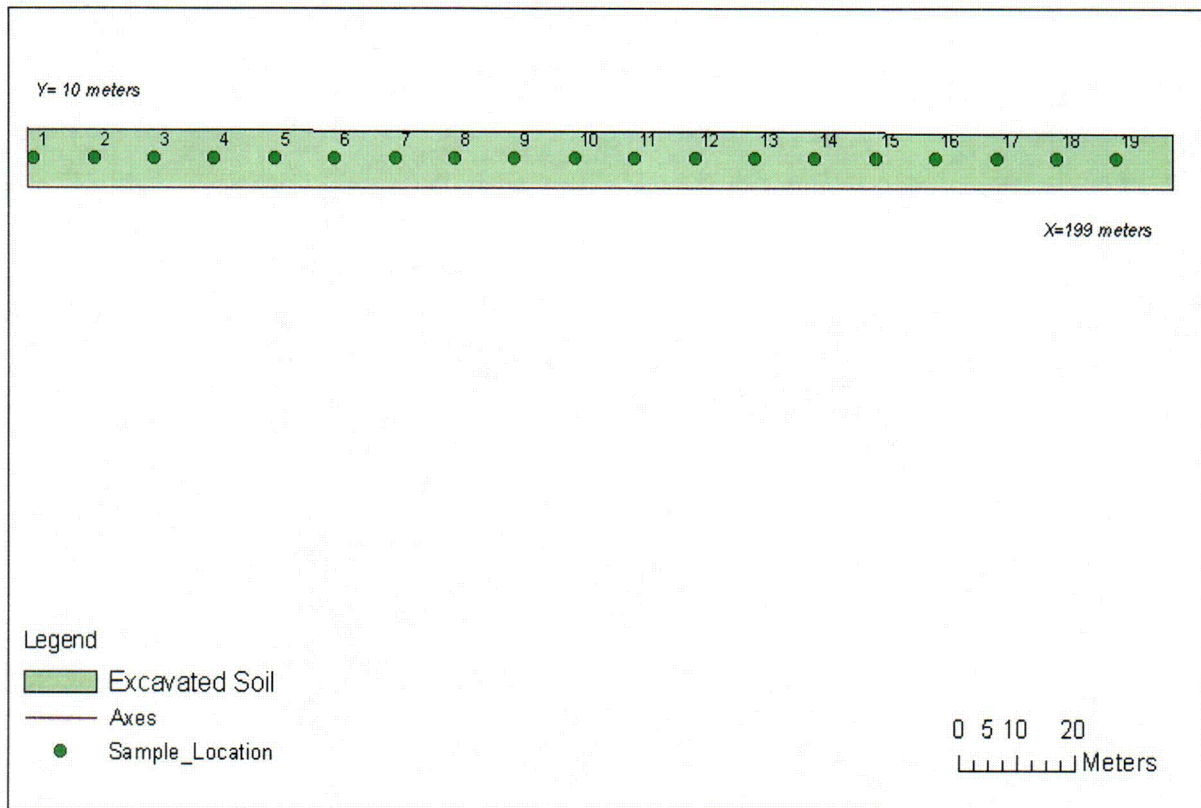 Y= 10 meters
1 2 3 4 5 6 7 8 9 10 11 12 13 14 15 16 17 18 19
X=199 meters
Legend
Excavated Soil
Axes
Sample_Location
0 5 10 20
Meters